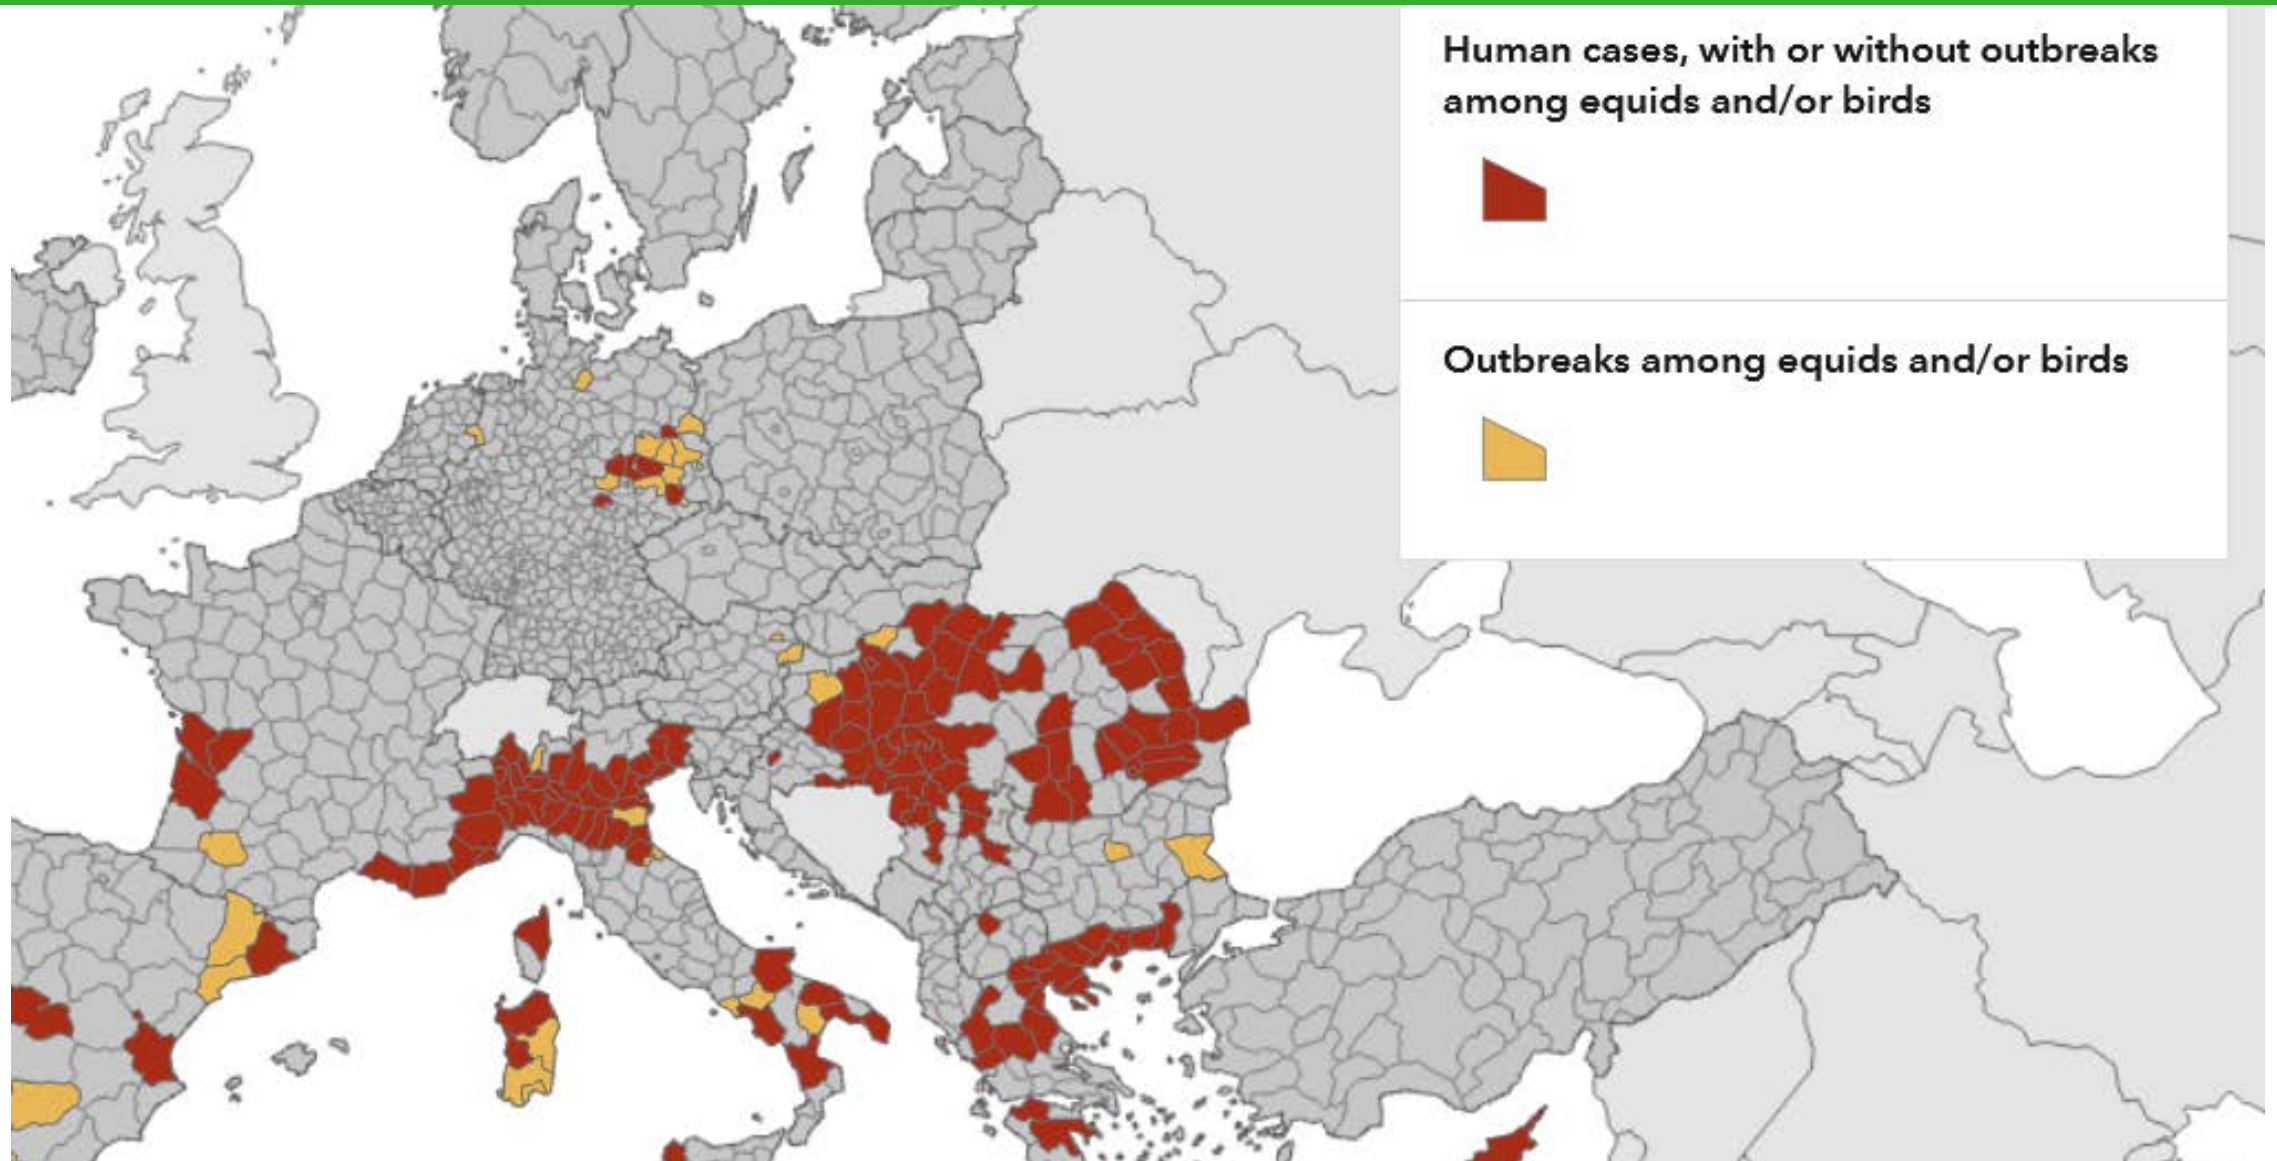 Human cases, with or without outbreaks
among equids and/or birds
Outbreaks among equids and/or birds